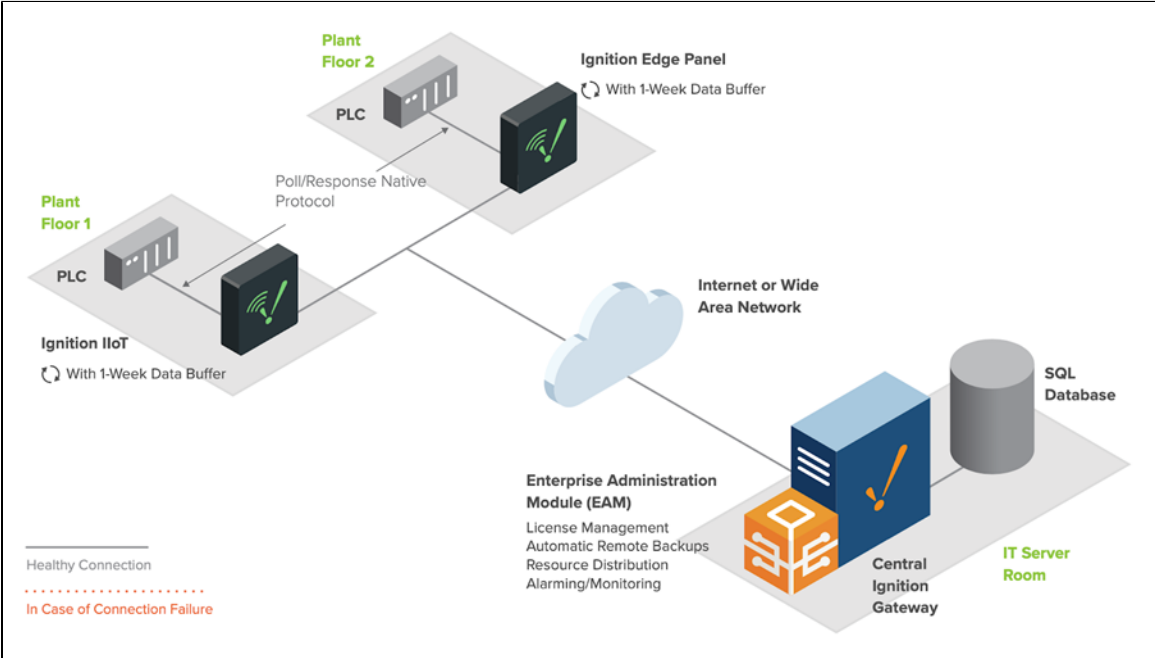 Plant
Floor 2
Ignition Edge Panel
With 1-Week Data Buffer
PLC
Poll/Response Native
Protocol
Plant
Floor 1
PLC
Ignition IIoT
With 1-Week Data Buffer
Internet or Wide
Area Network
SQL
Database
Enterprise Administration
Module (EAM)
License Management
Automatic Remote Backups
Resource Distribution
Alarming/Monitoring
Central
Ignition
Gateway
IT Server
Room
Healthy Connection
In Case of Connection Failure